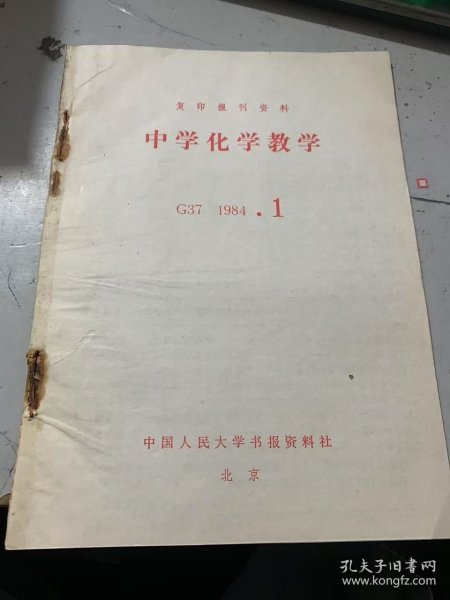 复印报刊资料
中学化学教学
G37 1984 .1
中国人民大学书报资料社
北京
孔夫子旧书网
www.kongfz.com